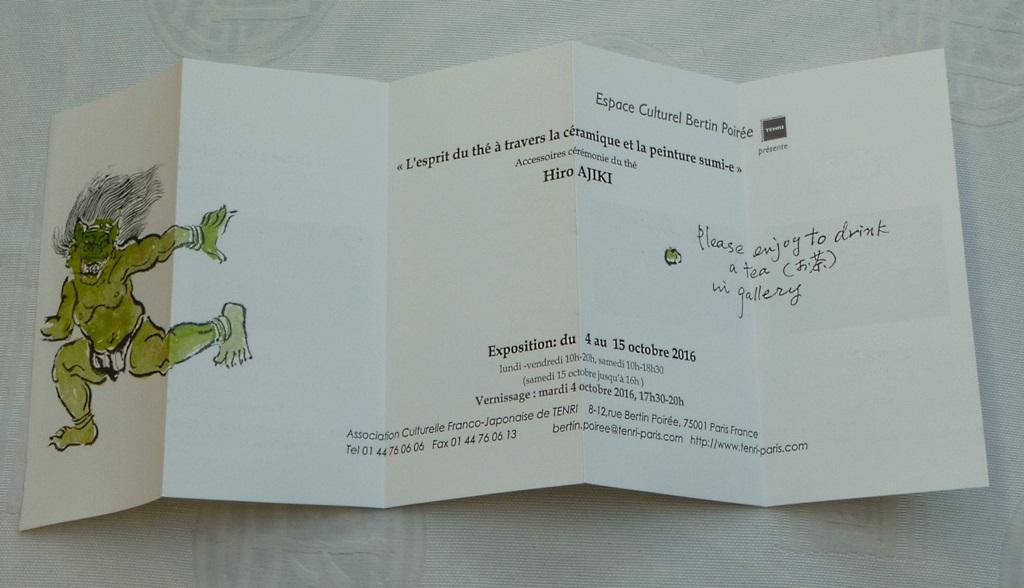 Espace Culturel Bertin Poirée
TENRI
présente
« L'esprit du thé à travers la céramique et la peinture sumi-e »
Accessoires cérémonie du thé
Hiro AJIKI
Please enjoy to drink
a tea (お茶)
in gallery
Exposition: du 4 au 15 octobre 2016
lundi -vendredi 10h-20h, samedi 10h-18h30
(samedi 15 octobre jusqu'à 16h )
Vernissage : mardi 4 octobre 2016, 17h30-20h
Association Culturelle Franco-Japonaise de TENRI 8-12,rue Bertin Poirée, 75001 Paris France
Tel 01 44 76 06 06 Fax 01 44 76 06 13 bertin.poiree@tenri-paris.com http://www.tenri-paris.com